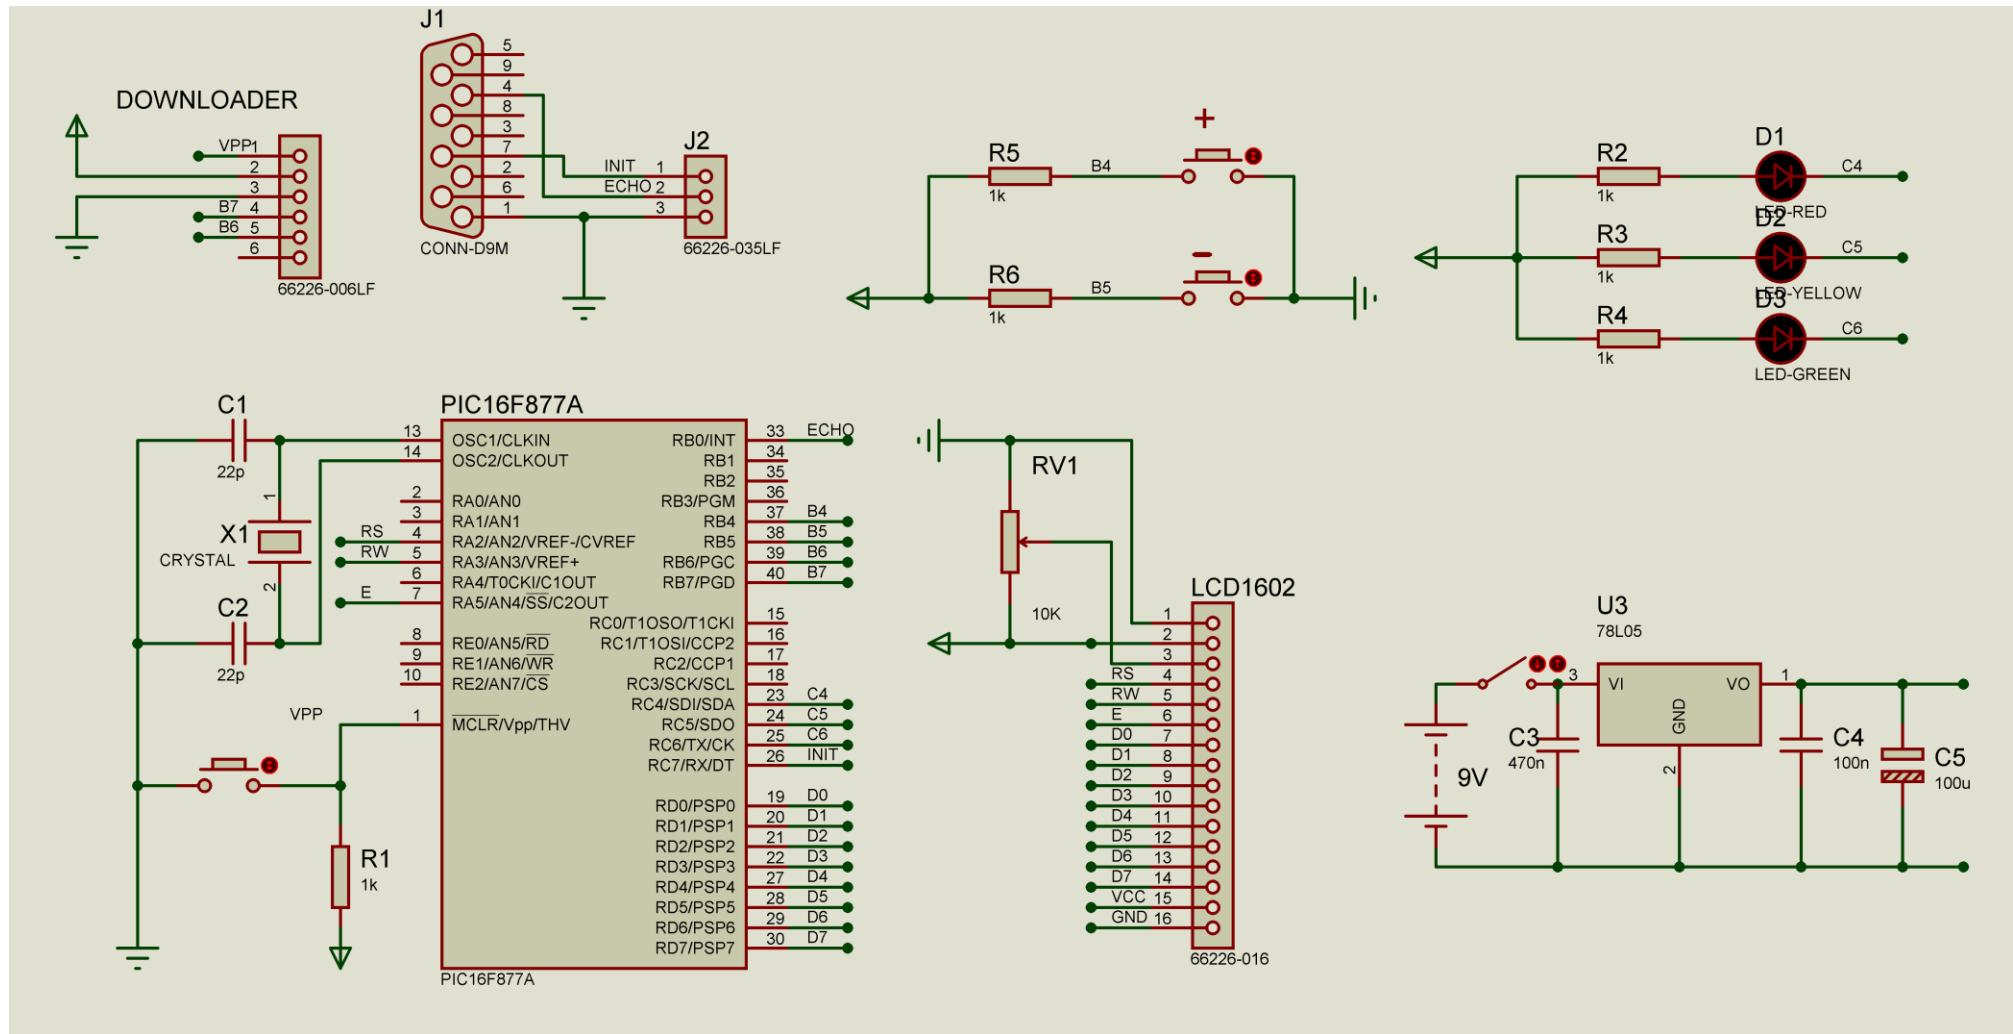 DOWNLOADER
VPP 1
2
3
B7 4
B6 5
6
66226-006LF
J1
5
9
4
8
3
7
2
6
1
CONN-D9M
J2
INIT 1
ECHO 2
3
66226-035LF
+
R5
1k
B4
-
R6
1k
B5
R2
1k
D1
LED-RED
C4
R3
1k
D2
LED-YELLOW
C5
R4
1k
D3
LED-GREEN
C6
C1
22p
1
X1
CRYSTAL
2
C2
22p
VPP
R1
1k
PIC16F877A
13 OSC1/CLKIN
14 OSC2/CLKOUT
2 RA0/AN0
3 RA1/AN1
RS 4 RA2/AN2/VREF-/CVREF
RW 5 RA3/AN3/VREF+
6 RA4/T0CKI/C1OUT
E 7 RA5/AN4/SS/C2OUT
8 RE0/AN5/RD
9 RE1/AN6/WR
10 RE2/AN7/CS
1 MCLR/Vpp/THV
RB0/INT 33 ECHO
RB1 34
RB2 35
RB3/PGM 36
RB4 37 B4
RB5 38 B5
RB6/PGC 39 B6
RB7/PGD 40 B7
RC0/T1OSO/T1CKI 15
RC1/T1OSI/CCP2 16
RC2/CCP1 17
RC3/SCK/SCL 18
RC4/SDI/SDA 23 C4
RC5/SDO 24 C5
RC6/TX/CK 25 C6
RC7/RX/DT 26 INIT
RD0/PSP0 19 D0
RD1/PSP1 20 D1
RD2/PSP2 21 D2
RD3/PSP3 22 D3
RD4/PSP4 27 D4
RD5/PSP5 28 D5
RD6/PSP6 29 D6
RD7/PSP7 30 D7
PIC16F877A
RV1
10K
LCD1602
1
2
3
RS 4
RW 5
E 6
D0 7
D1 8
D2 9
D3 10
D4 11
D5 12
D6 13
D7 14
VCC 15
GND 16
66226-016
U3
78L05
3 VI
VO 1
GND
2
9V
C3
470n
C4
100n
C5
100u